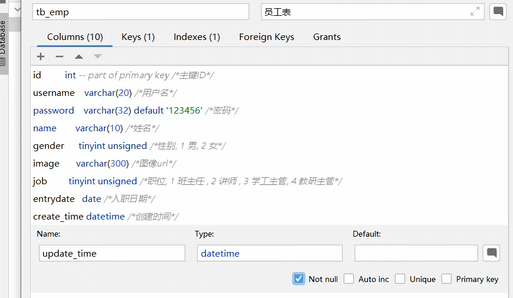 tb_emp 员工表
Database
Columns (10) Keys (1) Indexes (1) Foreign Keys Grants
id int -- part of primary key /*主键ID*/
username varchar(20) /*用户名*/
password varchar(32) default '123456' /*密码*/
name varchar(10) /*姓名*/
gender tinyint unsigned /*性别, 1 男, 2 女*/
image varchar(300) /*图像url*/
job tinyint unsigned /*职位, 1 班主任 , 2 讲师 , 3 学工主管, 4 教研主管*/
entrydate date /*入职日期*/
create_time datetime /*创建时间*/
Name: Type: Default:
update_time datetime
Not null Auto inc Unique Primary key